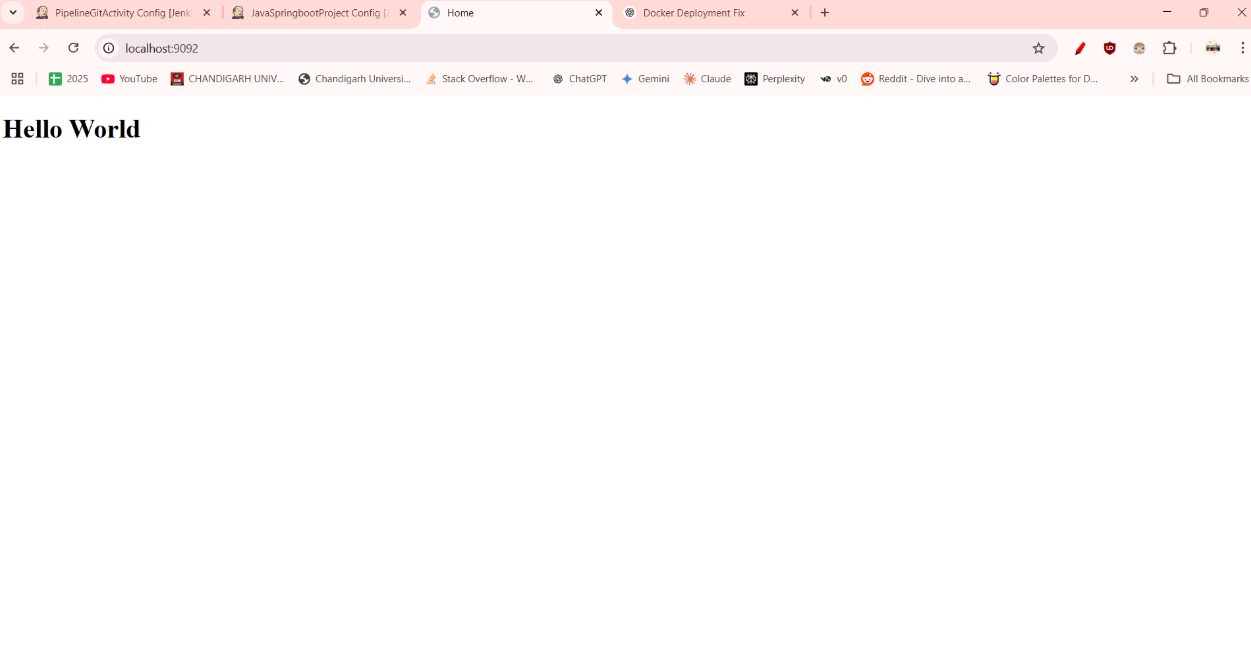 PipelineGitActivity Config [Jenk
JavaSpringbootProject Config [
Home
Docker Deployment Fix
localhost:9092
2025
YouTube
CHANDIGARH UNIV...
Chandigarh Universi...
Stack Overflow - W...
ChatGPT
Gemini
Claude
Perplexity
v0
Reddit - Dive into a...
Color Palettes for D...
All Bookmarks
Hello World